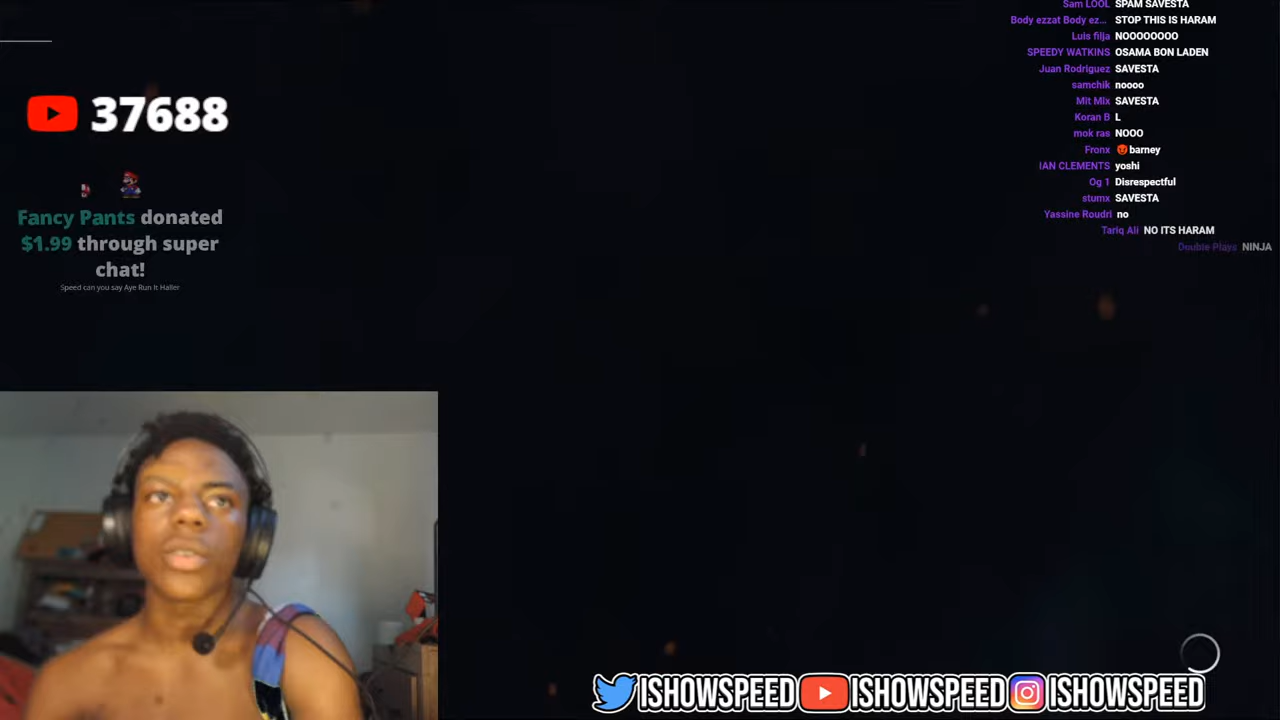 37688
Fancy Pants donated
$1.99 through super
chat!
Speed can you say Aye Run It Haller
Sam LOOL SPAM SAVESTA
Body ezzat Body ez... STOP THIS IS HARAM
Luis filja NOOOOOOOO
SPEEDY WATKINS OSAMA BON LADEN
Juan Rodriguez SAVESTA
samchik noooo
Mit Mix SAVESTA
Koran B L
mok ras NOOO
Fronx 😡barney
IAN CLEMENTS yoshi
Og 1 Disrespectful
stumx SAVESTA
Yassine Roudri no
Tariq Ali NO ITS HARAM
Double Plays NINJA
ISHOWSPEED ISHOWSPEED ISHOWSPEED